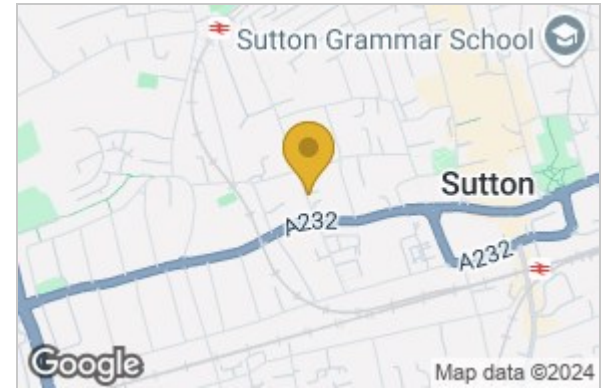 Sutton Grammar School
Sutton
A232
A232
Google
Map data ©2024